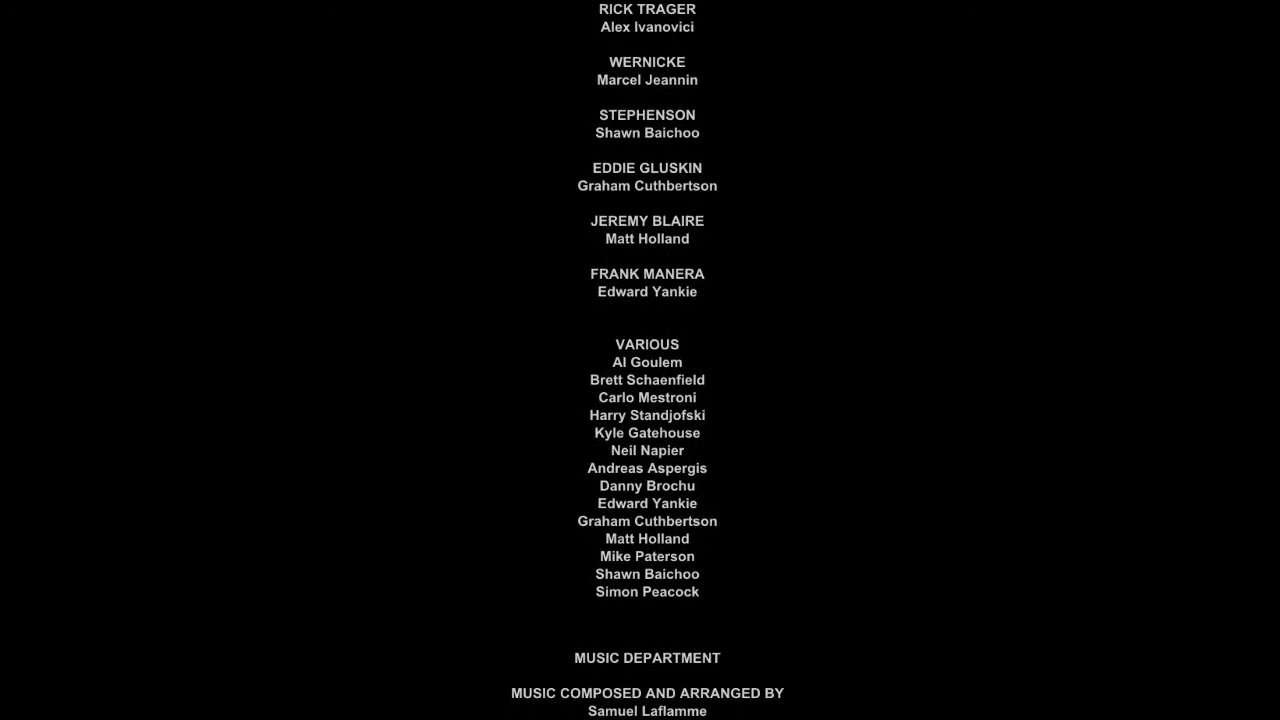 RICK TRAGER
Alex Ivanovici
WERNICKE
Marcel Jeannin
STEPHENSON
Shawn Baichoo
EDDIE GLUSKIN
Graham Cuthbertson
JEREMY BLAIRE
Matt Holland
FRANK MANERA
Edward Yankie
VARIOUS
Al Goulem
Brett Schaenfield
Carlo Mestroni
Harry Standjofski
Kyle Gatehouse
Neil Napier
Andreas Aspergis
Danny Brochu
Edward Yankie
Graham Cuthbertson
Matt Holland
Mike Paterson
Shawn Baichoo
Simon Peacock
MUSIC DEPARTMENT
MUSIC COMPOSED AND ARRANGED BY
Samuel Laflamme